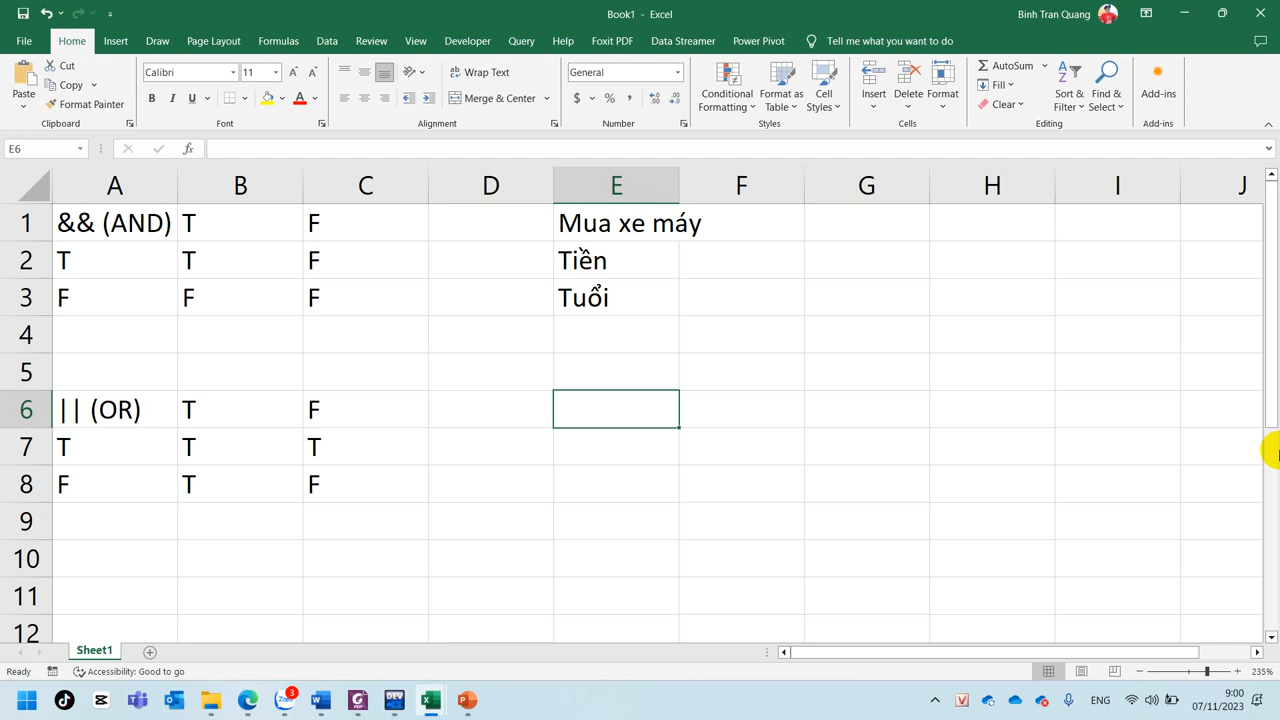 Book1 - Excel
Binh Tran Quang
File Home Insert Draw Page Layout Formulas Data Review View Developer Query Help Foxit PDF Data Streamer Power Pivot Tell me what you want to do
Paste
Cut
Copy
Format Painter
Clipboard
Calibri 11
B I U
A A
Font
Wrap Text
Merge & Center
Alignment
General
$ % ,
Number
Conditional Formatting
Format as Table
Cell Styles
Styles
Insert
Delete
Format
Cells
AutoSum
Fill
Clear
Sort & Filter
Find & Select
Editing
Add-ins
Add-ins
E6 fx
A B C D E F G H I J
1 && (AND) T F Mua xe máy
2 T T F Tiền
3 F F F Tuổi
4
5
6 || (OR) T F
7 T T T
8 F T F
9
10
11
12
Sheet1
Ready Accessibility: Good to go 235%
3 ENG 9:00
07/11/2023